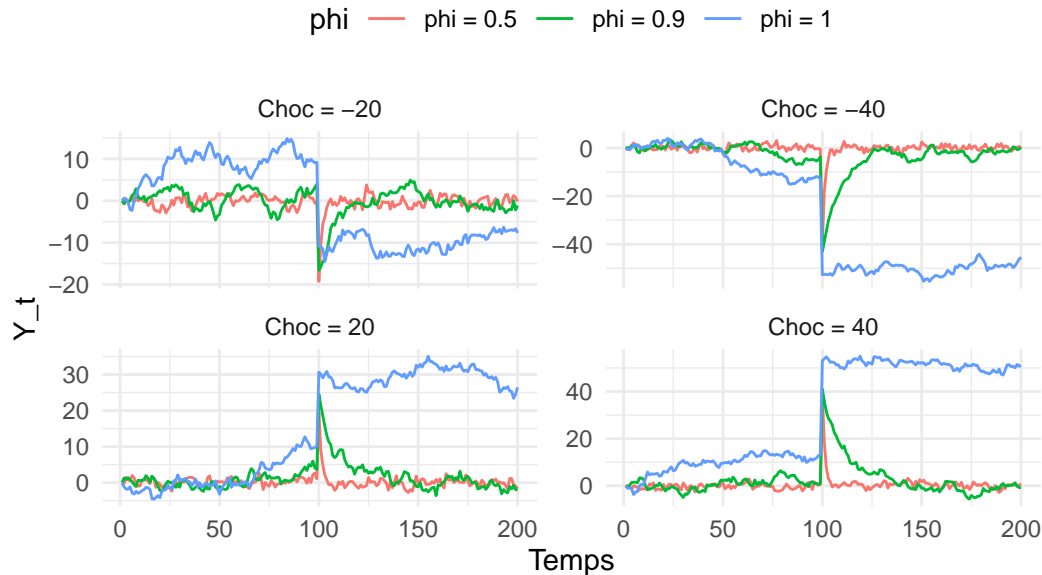 phi phi = 0.5 phi = 0.9 phi = 1
Choc = −20
Choc = −40
Y_t
10
0
−10
−20
0
−20
−40
Choc = 20
Choc = 40
30
20
10
0
40
20
0
0 50 100 150 200
0 50 100 150 200
Temps